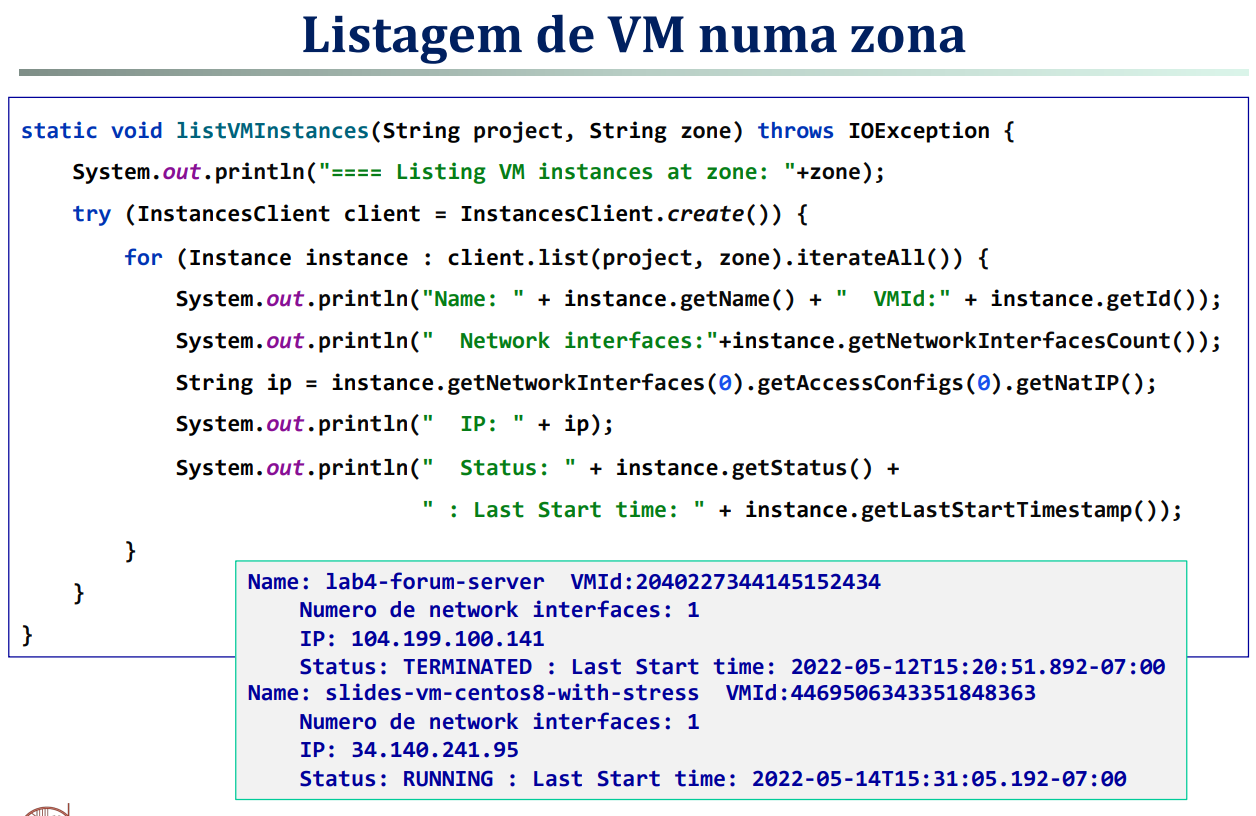 Listagem de VM numa zona
static void listVMInstances(String project, String zone) throws IOException {
    System.out.println("==== Listing VM instances at zone: "+zone);
    try (InstancesClient client = InstancesClient.create()) {
        for (Instance instance : client.list(project, zone).iterateAll()) {
            System.out.println("Name: " + instance.getName() + "  VMId:" + instance.getId());
            System.out.println("  Network interfaces:"+instance.getNetworkInterfacesCount());
            String ip = instance.getNetworkInterfaces(0).getAccessConfigs(0).getNatIP();
            System.out.println("  IP: " + ip);
            System.out.println("  Status: " + instance.getStatus() +
                               " : Last Start time: " + instance.getLastStartTimestamp());
        }
    }
}
Name: lab4-forum-server  VMId:2040227344145152434
    Numero de network interfaces: 1
    IP: 104.199.100.141
    Status: TERMINATED : Last Start time: 2022-05-12T15:20:51.892-07:00
Name: slides-vm-centos8-with-stress  VMId:4469506343351848363
    Numero de network interfaces: 1
    IP: 34.140.241.95
    Status: RUNNING : Last Start time: 2022-05-14T15:31:05.192-07:00